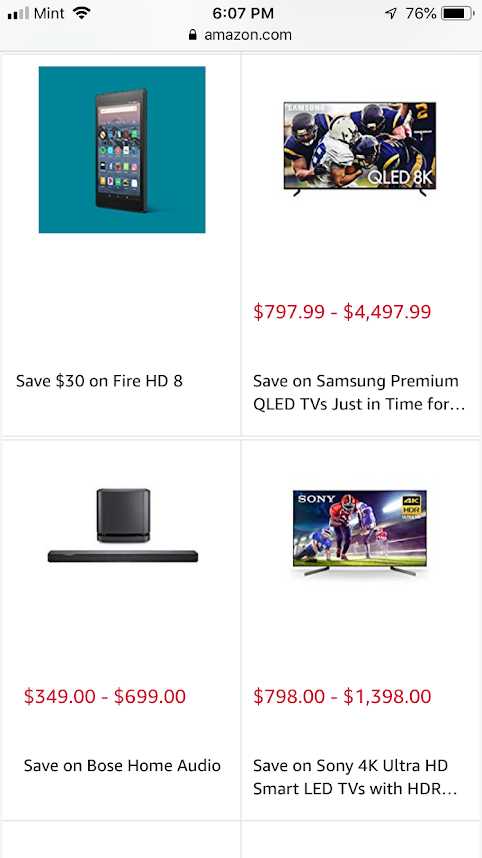 Mint 6:07 PM 76%
amazon.com
SAMSUNG
QLED 8K
$797.99 - $4,497.99
Save $30 on Fire HD 8
Save on Samsung Premium
QLED TVs Just in Time for...
SONY
4K
HDR
$349.00 - $699.00
$798.00 - $1,398.00
Save on Bose Home Audio
Save on Sony 4K Ultra HD
Smart LED TVs with HDR...